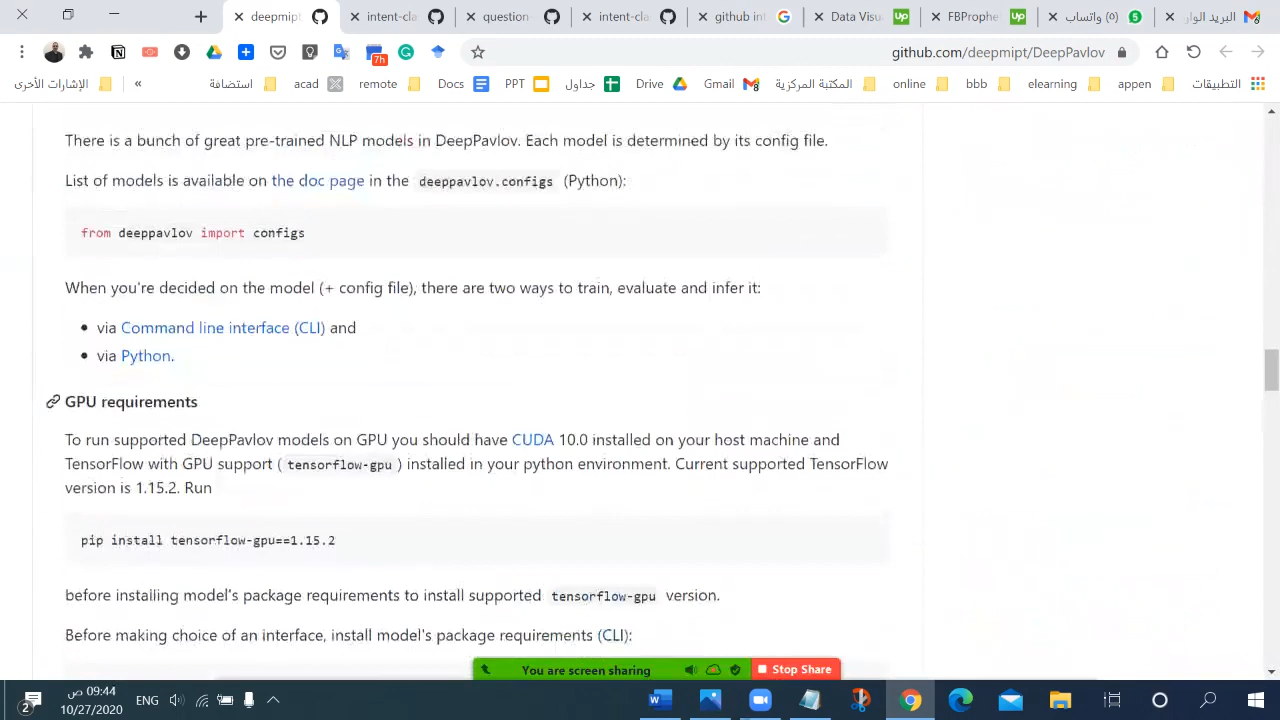 deepmipt
intent-cla
question-
intent-cla
github int
Data Visua
FBProphe
واتساب (٥)
البريد الوار
7h
github.com/deepmipt/DeepPavlov
التطبيقات
appen
elearning
bbb
online
المكتبة المركزية
Gmail
Drive
جداول
PPT
Docs
remote
acad
استضافة
»
الإشارات الأخرى
There is a bunch of great pre-trained NLP models in DeepPavlov. Each model is determined by its config file.
List of models is available on the doc page in the deeppavlov.configs (Python):
from deeppavlov import configs
When you're decided on the model (+ config file), there are two ways to train, evaluate and infer it:
• via Command line interface (CLI) and
• via Python.
GPU requirements
To run supported DeepPavlov models on GPU you should have CUDA 10.0 installed on your host machine and
TensorFlow with GPU support ( tensorflow-gpu ) installed in your python environment. Current supported TensorFlow
version is 1.15.2. Run
pip install tensorflow-gpu==1.15.2
before installing model's package requirements to install supported tensorflow-gpu version.
Before making choice of an interface, install model's package requirements (CLI):
You are screen sharing
Stop Share
2
09:44 ص
10/27/2020
ENG